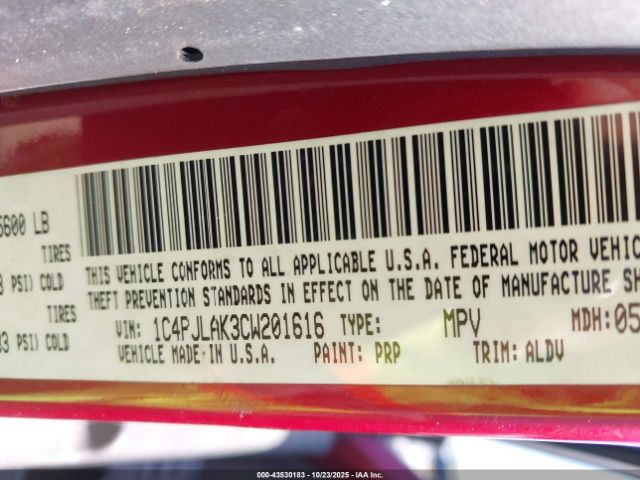 5600 LB
TIRES
PSI) COLD
TIRES
33 PSI) COLD
THIS VEHICLE CONFORMS TO ALL APPLICABLE U.S.A. FEDERAL MOTOR VEHIC
THEFT PREVENTION STANDARDS IN EFFECT ON THE DATE OF MANUFACTURE SH
VIN: 1C4PJLAK3CW201616 TYPE: MPV MDH:05
VEHICLE MADE IN U.S.A. PAINT: PRP TRIM: ALDV
000-43530183 - 10/23/2025 - IAA Inc.